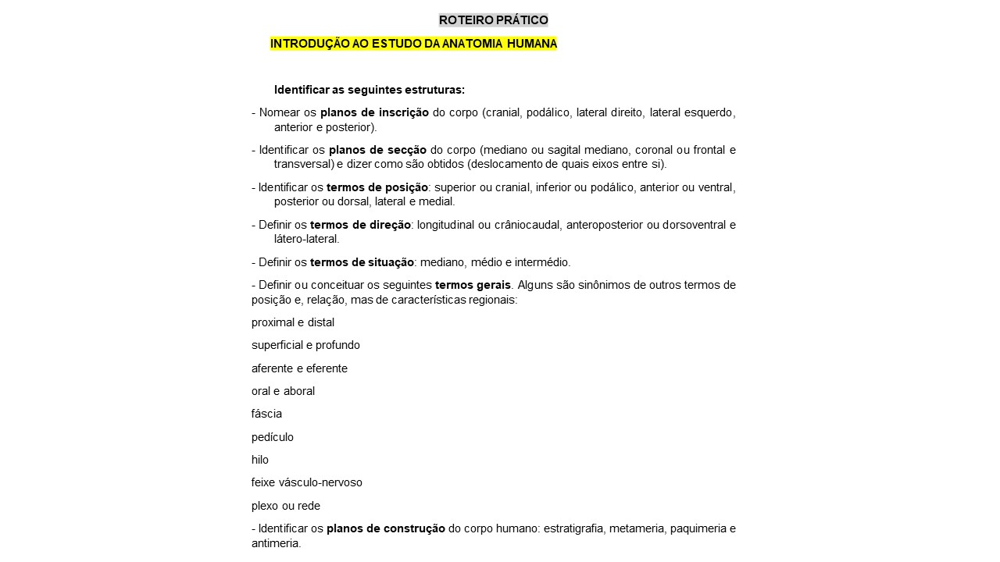 ROTEIRO PRÁTICO
INTRODUÇÃO AO ESTUDO DA ANATOMIA HUMANA
Identificar as seguintes estruturas:
- Nomear os planos de inscrição do corpo (cranial, podálico, lateral direito, lateral esquerdo,
anterior e posterior).
- Identificar os planos de secção do corpo (mediano ou sagital mediano, coronal ou frontal e
transversal) e dizer como são obtidos (deslocamento de quais eixos entre si).
- Identificar os termos de posição: superior ou cranial, inferior ou podálico, anterior ou ventral,
posterior ou dorsal, lateral e medial.
- Definir os termos de direção: longitudinal ou crâniocaudal, anteroposterior ou dorsoventral e
látero-lateral.
- Definir os termos de situação: mediano, médio e intermédio.
- Definir ou conceituar os seguintes termos gerais. Alguns são sinônimos de outros termos de
posição e, relação, mas de características regionais:
proximal e distal
superficial e profundo
aferente e eferente
oral e aboral
fáscia
pedículo
hilo
feixe vásculo-nervoso
plexo ou rede
- Identificar os planos de construção do corpo humano: estratigrafia, metameria, paquimeria e
antimeria.